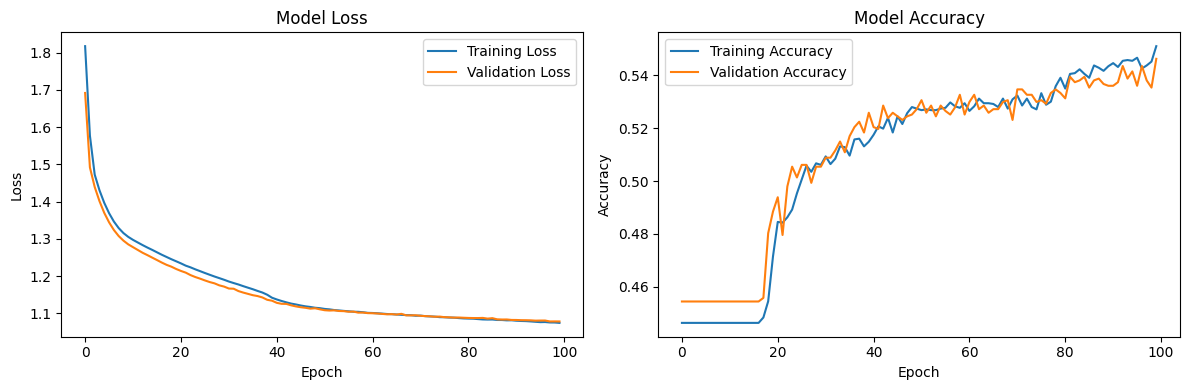 Model Loss
Training Loss
Validation Loss
Loss
1.8
1.7
1.6
1.5
1.4
1.3
1.2
1.1
0 20 40 60 80 100
Epoch
Model Accuracy
Training Accuracy
Validation Accuracy
Accuracy
0.54
0.52
0.50
0.48
0.46
0 20 40 60 80 100
Epoch